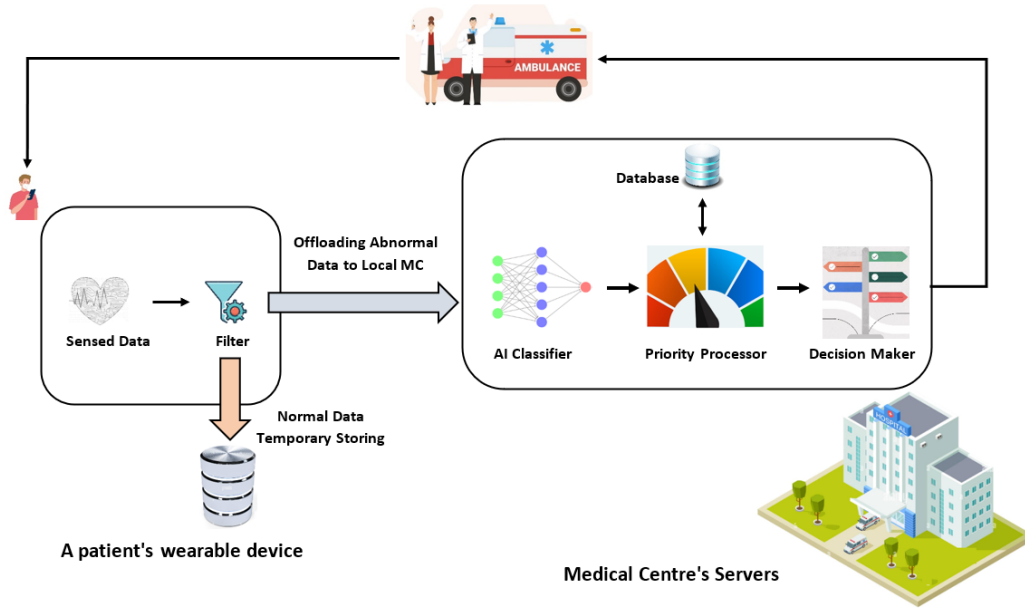 AMBULANCE
Database
Offloading Abnormal
Data to Local MC
Sensed Data
Filter
AI Classifier
Priority Processor
Decision Maker
Normal Data
Temporary Storing
HOSPITAL
A patient's wearable device
Medical Centre's Servers